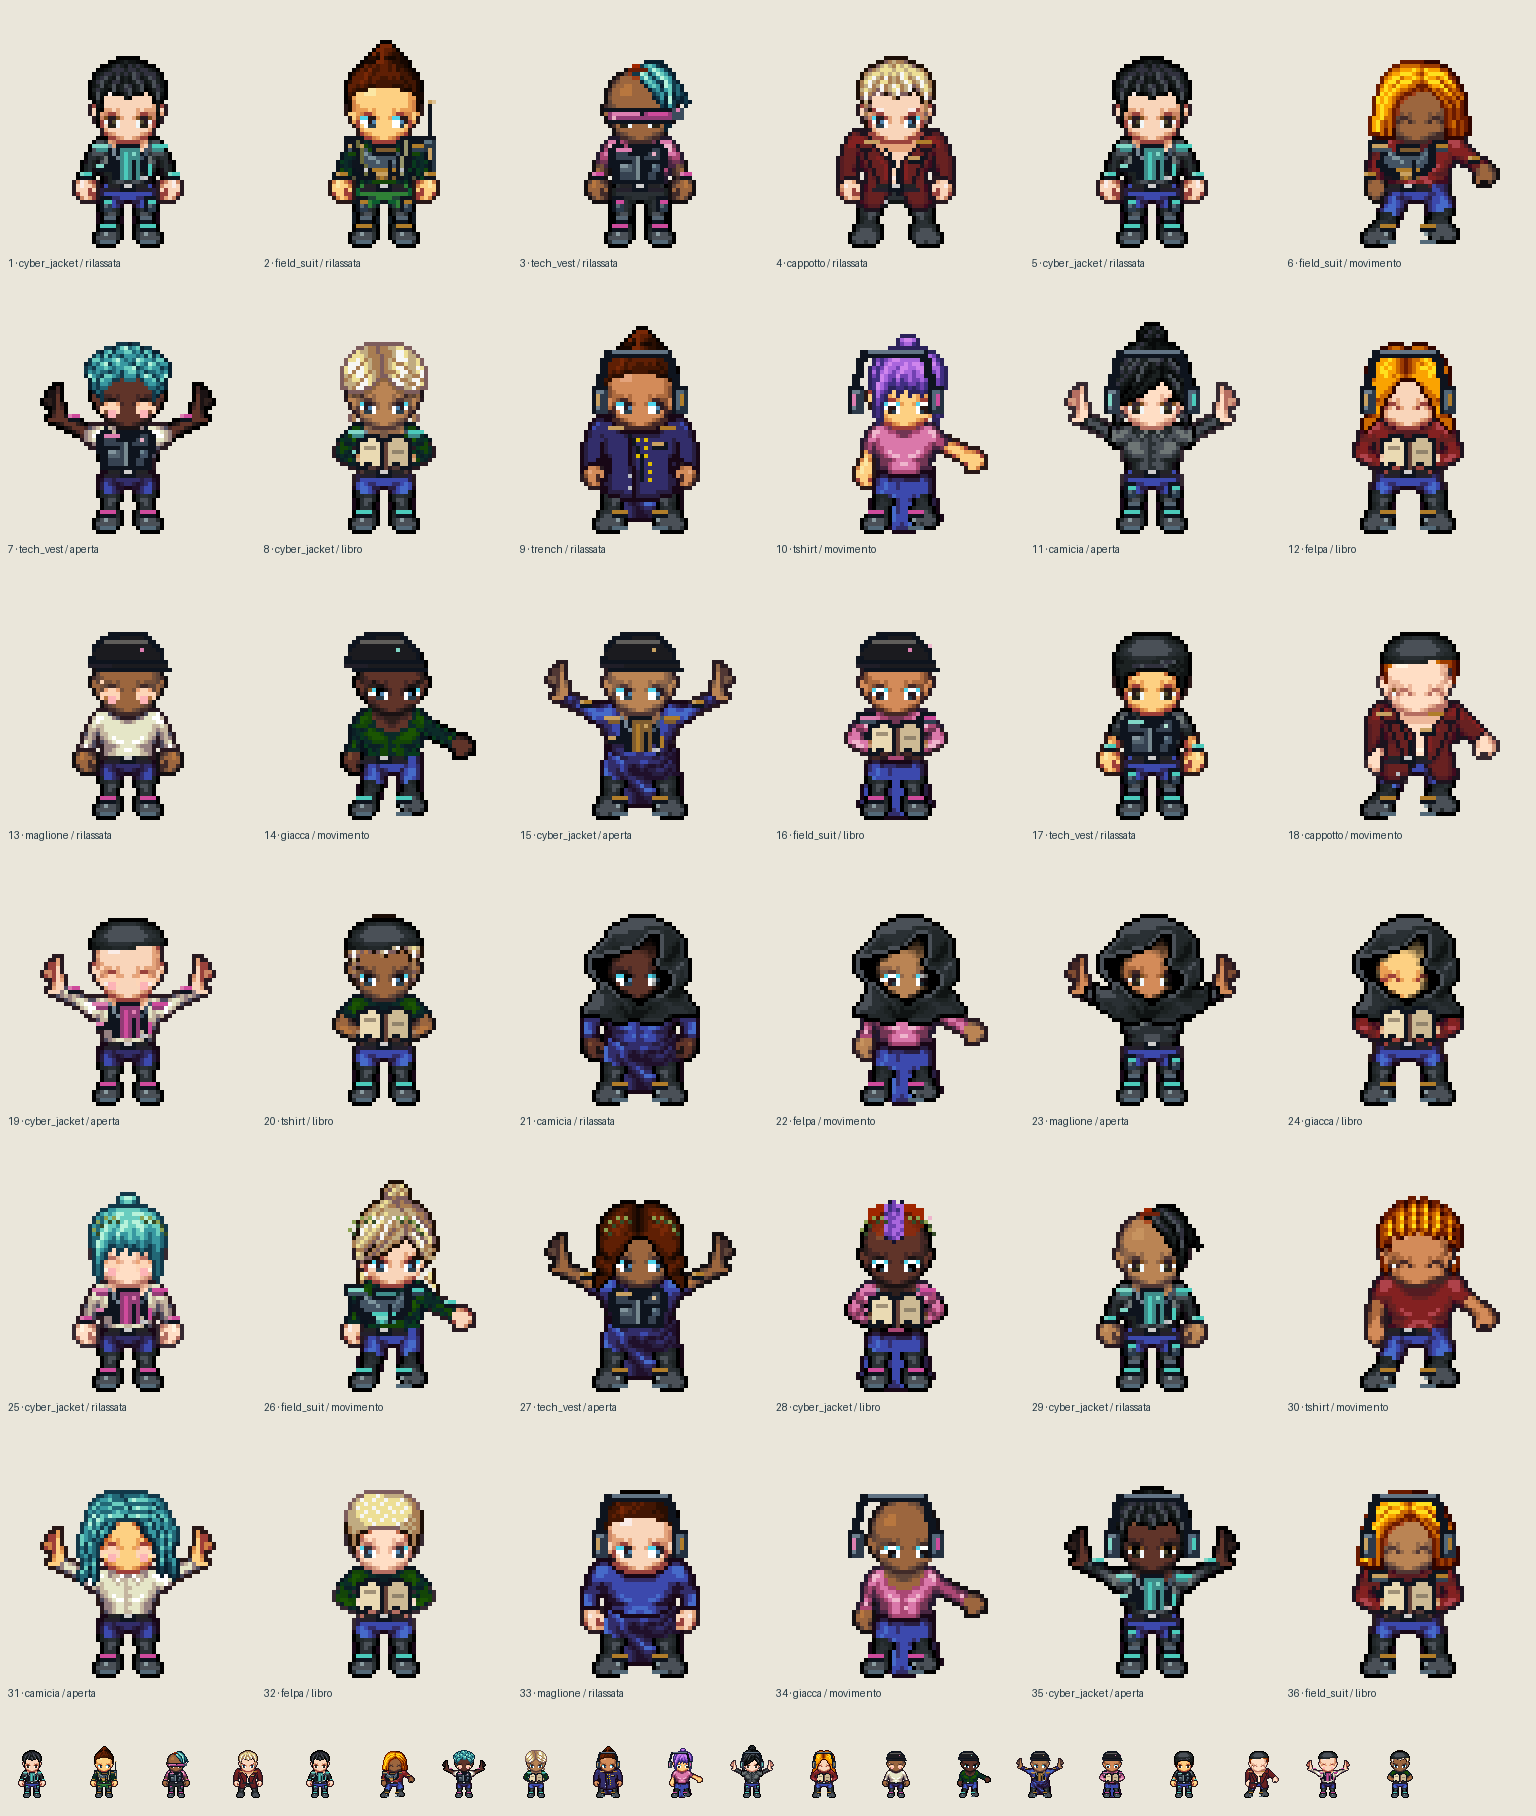 1 · cyber_jacket / rilassata
2 · field_suit / rilassata
3 · tech_vest / rilassata
4 · cappotto / rilassata
5 · cyber_jacket / rilassata
6 · field_suit / movimento
7 · tech_vest / aperta
8 · cyber_jacket / libro
9 · trench / rilassata
10 · tshirt / movimento
11 · camicia / aperta
12 · felpa / libro
13 · maglione / rilassata
14 · giacca / movimento
15 · cyber_jacket / aperta
16 · field_suit / libro
17 · tech_vest / rilassata
18 · cappotto / movimento
19 · cyber_jacket / aperta
20 · tshirt / libro
21 · camicia / rilassata
22 · felpa / movimento
23 · maglione / aperta
24 · giacca / libro
25 · cyber_jacket / rilassata
26 · field_suit / movimento
27 · tech_vest / aperta
28 · cyber_jacket / libro
29 · cyber_jacket / rilassata
30 · tshirt / movimento
31 · camicia / aperta
32 · felpa / libro
33 · maglione / rilassata
34 · giacca / movimento
35 · cyber_jacket / aperta
36 · field_suit / libro